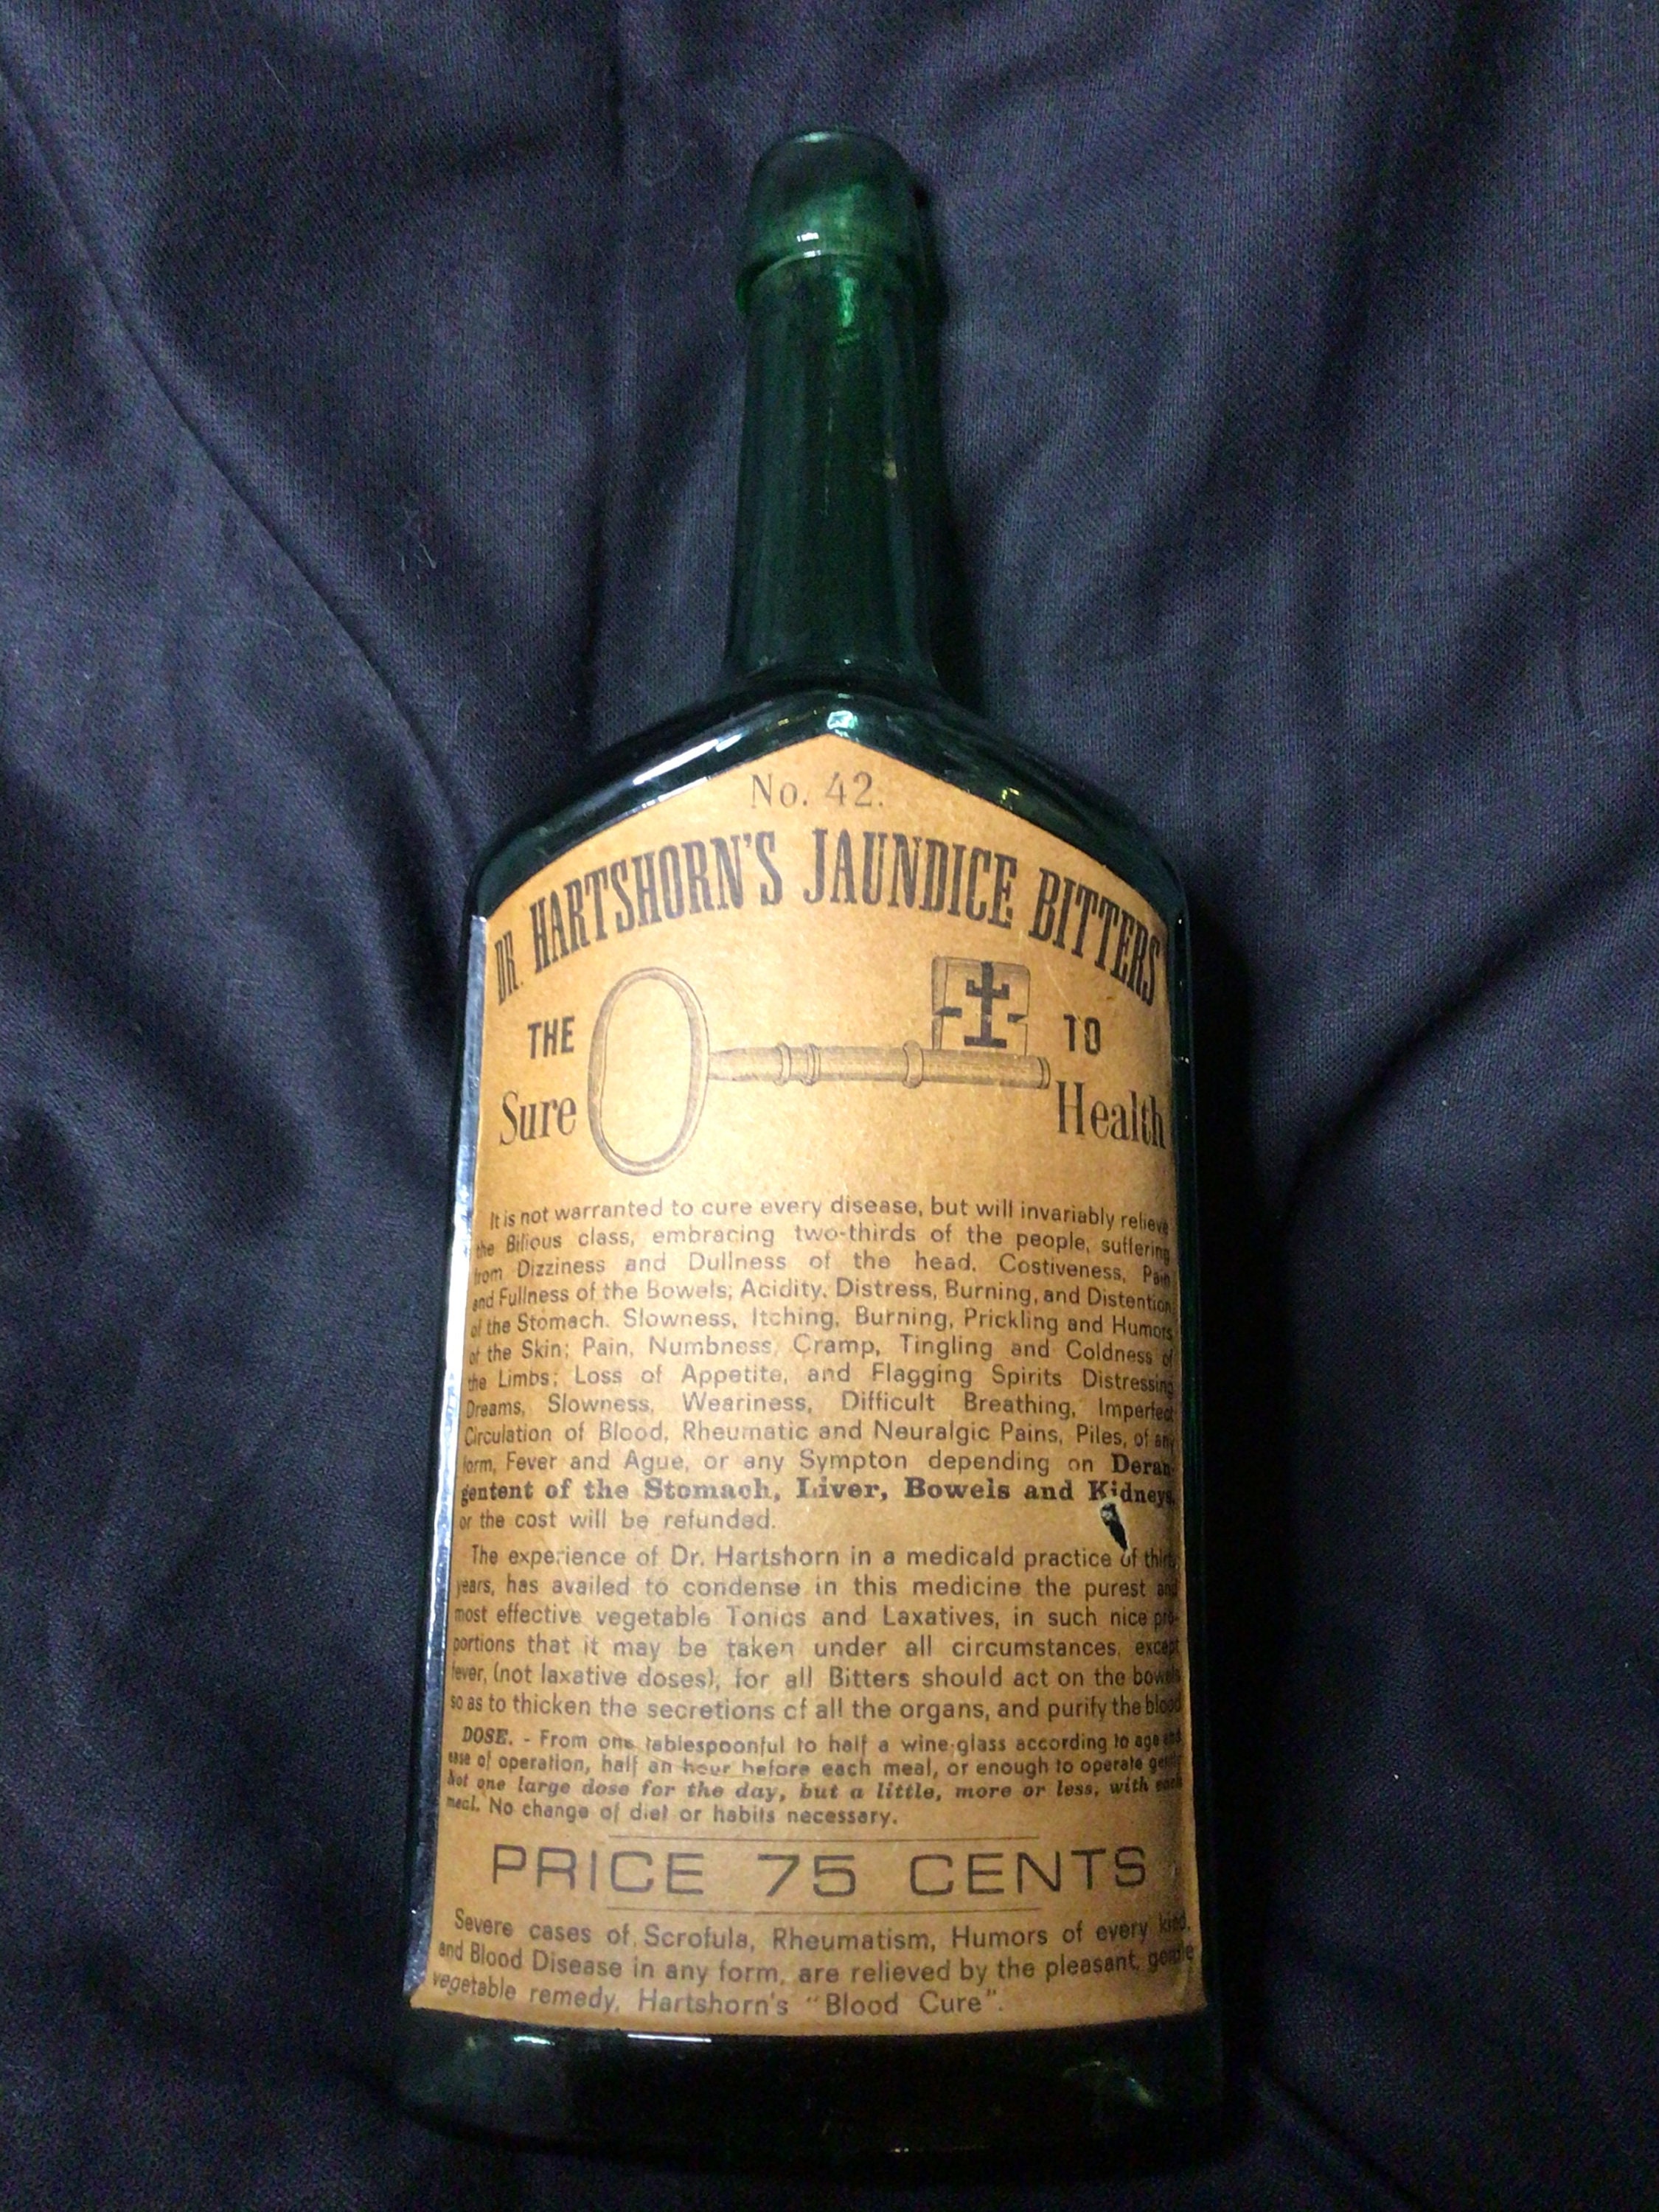 No. 42.
DR. HARTSHORN'S JAUNDICE BITTERS
THE
Sure
TO
Health
It is not warranted to cure every disease, but will invariably relieve
the Bilious class, embracing two-thirds of the people, suffering
from Dizziness and Dullness of the head. Costiveness, Pain
and Fullness of the Bowels; Acidity, Distress, Burning, and Distention
of the Stomach. Slowness, Itching, Burning, Prickling and Humors
of the Skin; Pain, Numbness, Cramp, Tingling and Coldness of
the Limbs; Loss of Appetite, and Flagging Spirits Distressing
Dreams, Slowness, Weariness, Difficult Breathing, Imperfect
Circulation of Blood, Rheumatic and Neuralgic Pains, Piles, of any
form, Fever and Ague, or any Sympton depending on Deran-
gentent of the Stomach, Liver, Bowels and Kidneys,
or the cost will be refunded.
The experience of Dr. Hartshorn in a medicald practice of thirty
years, has availed to condense in this medicine the purest and
most effective vegetable Tonics and Laxatives, in such nice pro-
portions that it may be taken under all circumstances, except
fever, (not laxative doses), for all Bitters should act on the bowels
so as to thicken the secretions of all the organs, and purify the blood
DOSE. - From one tablespoonful to half a wine-glass according to age and
ease of operation, half an hour before each meal, or enough to operate gently
Not one large dose for the day, but a little, more or less, with each
meal. No change of diet or habits necessary.
PRICE 75 CENTS
Severe cases of Scrofula, Rheumatism, Humors of every kind,
and Blood Disease in any form, are relieved by the pleasant, gentle
vegetable remedy, Hartshorn's "Blood Cure".